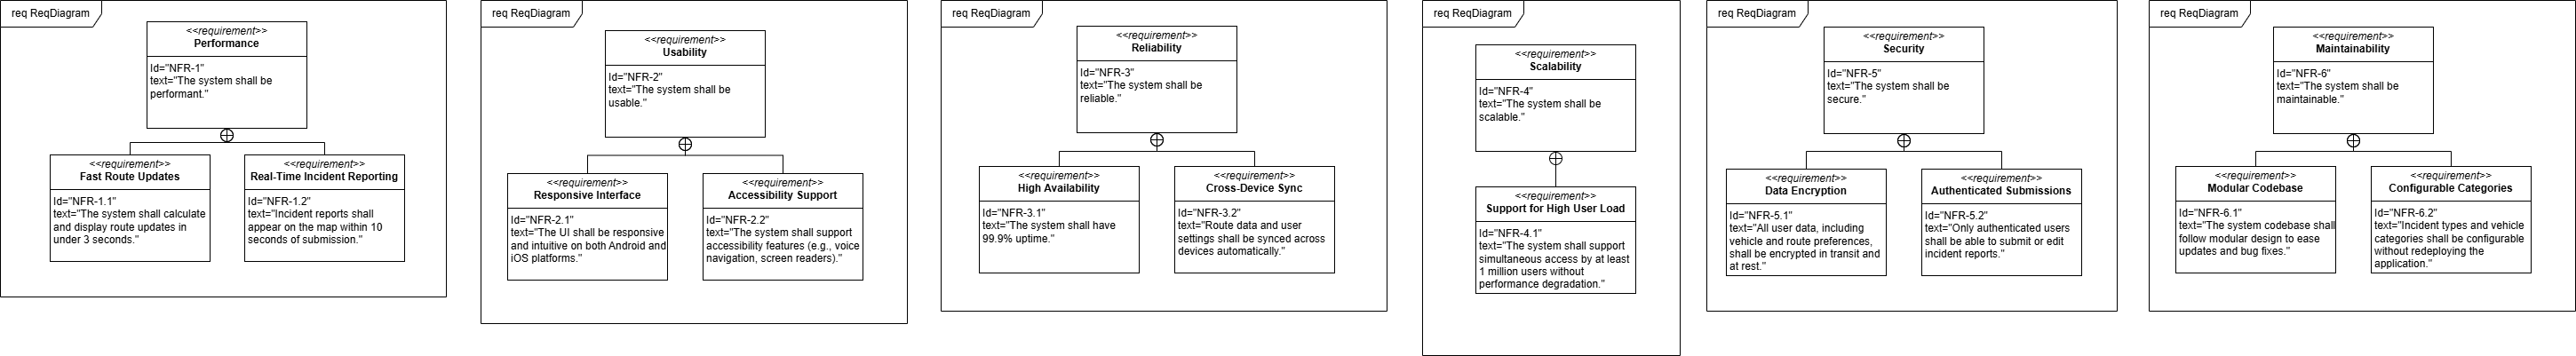 req ReqDiagram
<<requirement>>
Performance
Id="NFR-1"
text="The system shall be
performant."
<<requirement>>
Fast Route Updates
Id="NFR-1.1"
text="The system shall calculate
and display route updates in
under 3 seconds."
<<requirement>>
Real-Time Incident Reporting
Id="NFR-1.2"
text="Incident reports shall
appear on the map within 10
seconds of submission."
req ReqDiagram
<<requirement>>
Usability
Id="NFR-2"
text="The system shall be
usable."
<<requirement>>
Responsive Interface
Id="NFR-2.1"
text="The UI shall be responsive
and intuitive on both Android and
iOS platforms."
<<requirement>>
Accessibility Support
Id="NFR-2.2"
text="The system shall support
accessibility features (e.g., voice
navigation, screen readers)."
req ReqDiagram
<<requirement>>
Reliability
Id="NFR-3"
text="The system shall be
reliable."
<<requirement>>
High Availability
Id="NFR-3.1"
text="The system shall have
99.9% uptime."
<<requirement>>
Cross-Device Sync
Id="NFR-3.2"
text="Route data and user
settings shall be synced across
devices automatically."
req ReqDiagram
<<requirement>>
Scalability
Id="NFR-4"
text="The system shall be
scalable."
<<requirement>>
Support for High User Load
Id="NFR-4.1"
text="The system shall support
simultaneous access by at least
1 million users without
performance degradation."
req ReqDiagram
<<requirement>>
Security
Id="NFR-5"
text="The system shall be
secure."
<<requirement>>
Data Encryption
Id="NFR-5.1"
text="All user data, including
vehicle and route preferences,
shall be encrypted in transit and
at rest."
<<requirement>>
Authenticated Submissions
Id="NFR-5.2"
text="Only authenticated users
shall be able to submit or edit
incident reports."
req ReqDiagram
<<requirement>>
Maintainability
Id="NFR-6"
text="The system shall be
maintainable."
<<requirement>>
Modular Codebase
Id="NFR-6.1"
text="The system codebase shall
follow modular design to ease
updates and bug fixes."
<<requirement>>
Configurable Categories
Id="NFR-6.2"
text="Incident types and vehicle
categories shall be configurable
without redeploying the
application."